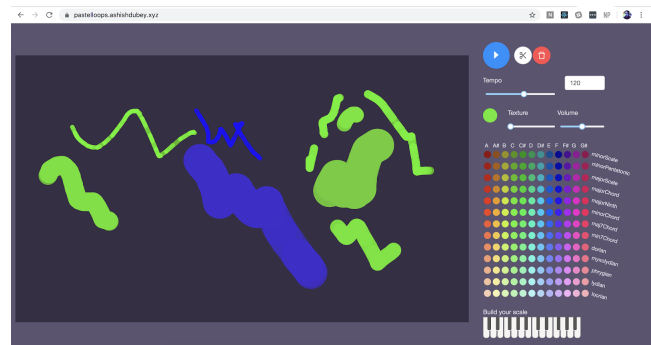 pastelloops.ashishdubey.xyz
Tempo
120
Texture Volume
A A# B C C# D D# E F F# G G#
minorScale
minorPentatonic
majorScale
majorChord
majorNinth
minorChord
maj7Chord
min7Chord
dorian
mixolydian
phrygian
lydian
locrian
Build your scale